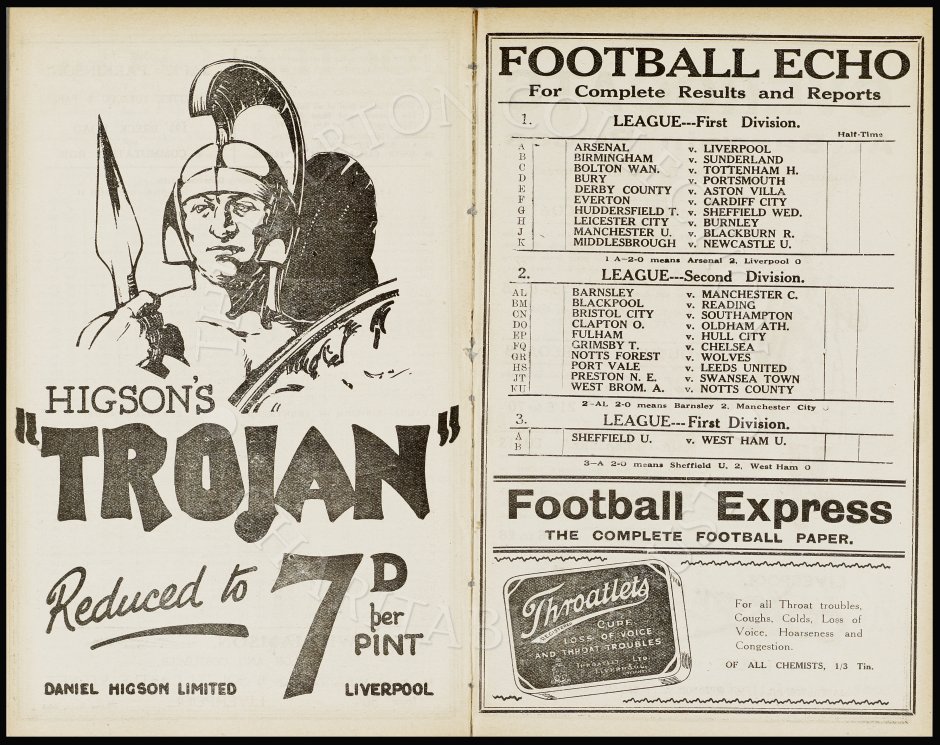 HIGSON'S
"TROJAN"
Reduced to 7D per PINT
DANIEL HIGSON LIMITED LIVERPOOL
FOOTBALL ECHO
For Complete Results and Reports
1. LEAGUE---First Division.
Half-Time
A ARSENAL v. LIVERPOOL
B BIRMINGHAM v. SUNDERLAND
C BOLTON WAN. v. TOTTENHAM H.
D BURY v. PORTSMOUTH
E DERBY COUNTY v. ASTON VILLA
F EVERTON v. CARDIFF CITY
G HUDDERSFIELD T. v. SHEFFIELD WED.
H LEICESTER CITY v. BURNLEY
J MANCHESTER U. v. BLACKBURN R.
K MIDDLESBROUGH v. NEWCASTLE U.
1 A-2-0 means Arsenal 2, Liverpool 0
2. LEAGUE---Second Division.
AL BARNSLEY v. MANCHESTER C.
BM BLACKPOOL v. READING
CN BRISTOL CITY v. SOUTHAMPTON
DO CLAPTON O. v. OLDHAM ATH.
EP FULHAM v. HULL CITY
FQ GRIMSBY T. v. CHELSEA
GR NOTTS FOREST v. WOLVES
HS PORT VALE v. LEEDS UNITED
JT PRESTON N. E. v. SWANSEA TOWN
KU WEST BROM. A. v. NOTTS COUNTY
2-AL 2-0 means Barnsley 2, Manchester City 0
3. LEAGUE---First Division.
A SHEFFIELD U. v. WEST HAM U.
B
3-A 2-0 means Sheffield U. 2, West Ham 0
Football Express
THE COMPLETE FOOTBALL PAPER.
Throatlets
CURE
LOSS OF VOICE
AND THROAT TROUBLES
THROATLETS LTD
LIVERPOOL
For all Throat troubles,
Coughs, Colds, Loss of
Voice, Hoarseness and
Congestion.
OF ALL CHEMISTS, 1/3 Tin.